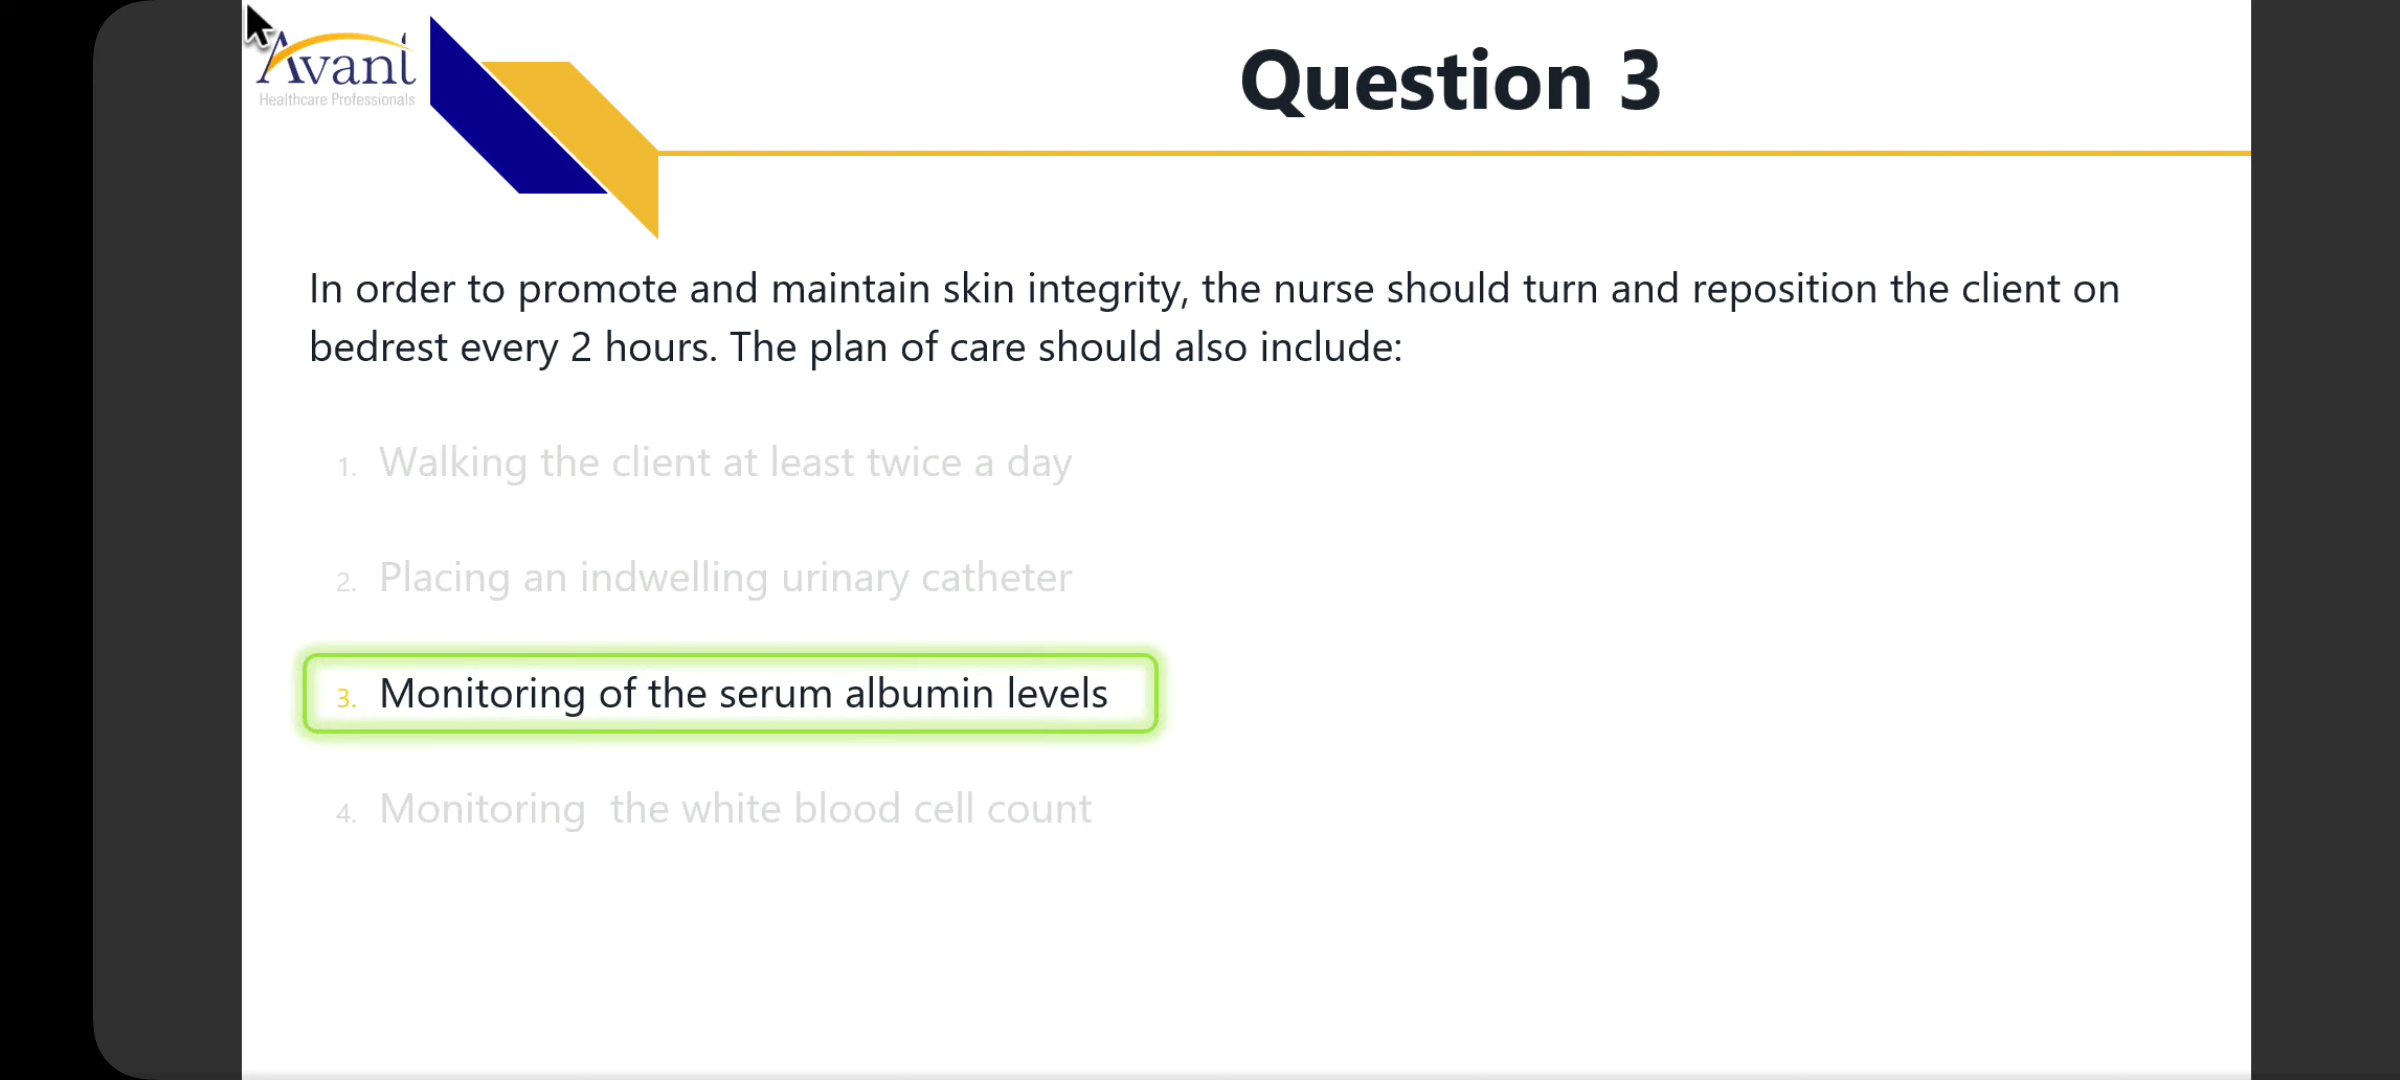 Avant
Healthcare Professionals
Question 3
In order to promote and maintain skin integrity, the nurse should turn and reposition the client on
bedrest every 2 hours. The plan of care should also include:
1. Walking the client at least twice a day
2. Placing an indwelling urinary catheter
3. Monitoring of the serum albumin levels
4. Monitoring  the white blood cell count